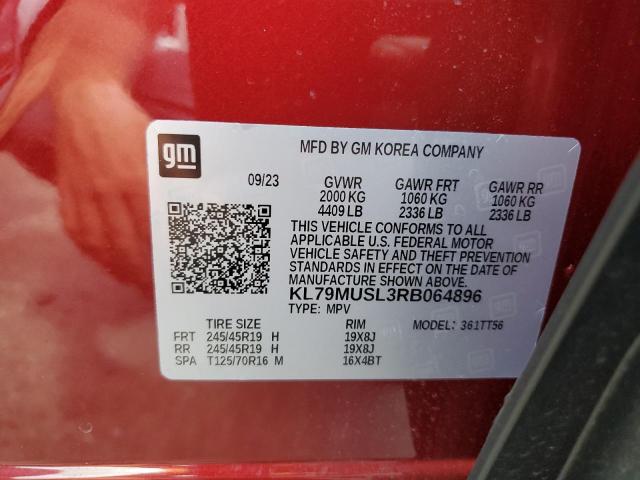 gm
MFD BY GM KOREA COMPANY
09/23 GVWR GAWR FRT GAWR RR
2000 KG 1060 KG 1060 KG
4409 LB 2336 LB 2336 LB
THIS VEHICLE CONFORMS TO ALL
APPLICABLE U.S. FEDERAL MOTOR
VEHICLE SAFETY AND THEFT PREVENTION
STANDARDS IN EFFECT ON THE DATE OF
MANUFACTURE SHOWN ABOVE.
KL79MUSL3RB064896
TYPE: MPV
TIRE SIZE RIM MODEL: 361TT56
FRT 245/45R19 H 19X8J
RR 245/45R19 H 19X8J
SPA T125/70R16 M 16X4BT